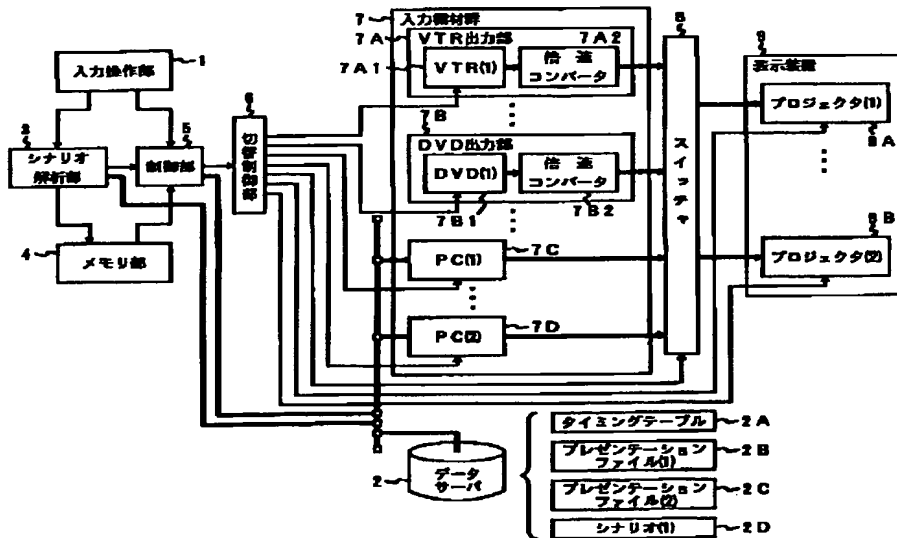 入力操作部
1
3
シナリオ
解析部
5
制御部
4
メモリ部
6
切替制御部
7
入力機材群
7A
VTR出力部
7A2
7A1
VTR(1)
倍速
コンバータ
7B
DVD出力部
DVD(1)
倍速
コンバータ
7B1
7B2
PC(1)
7C
PC(2)
7D
8
スイッチャ
9
表示装置
プロジェクタ(1)
9A
9B
プロジェクタ(2)
2
データ
サーバ
タイミングテーブル
2A
プレゼンテーション
ファイル(1)
2B
プレゼンテーション
ファイル(2)
2C
シナリオ(1)
2D